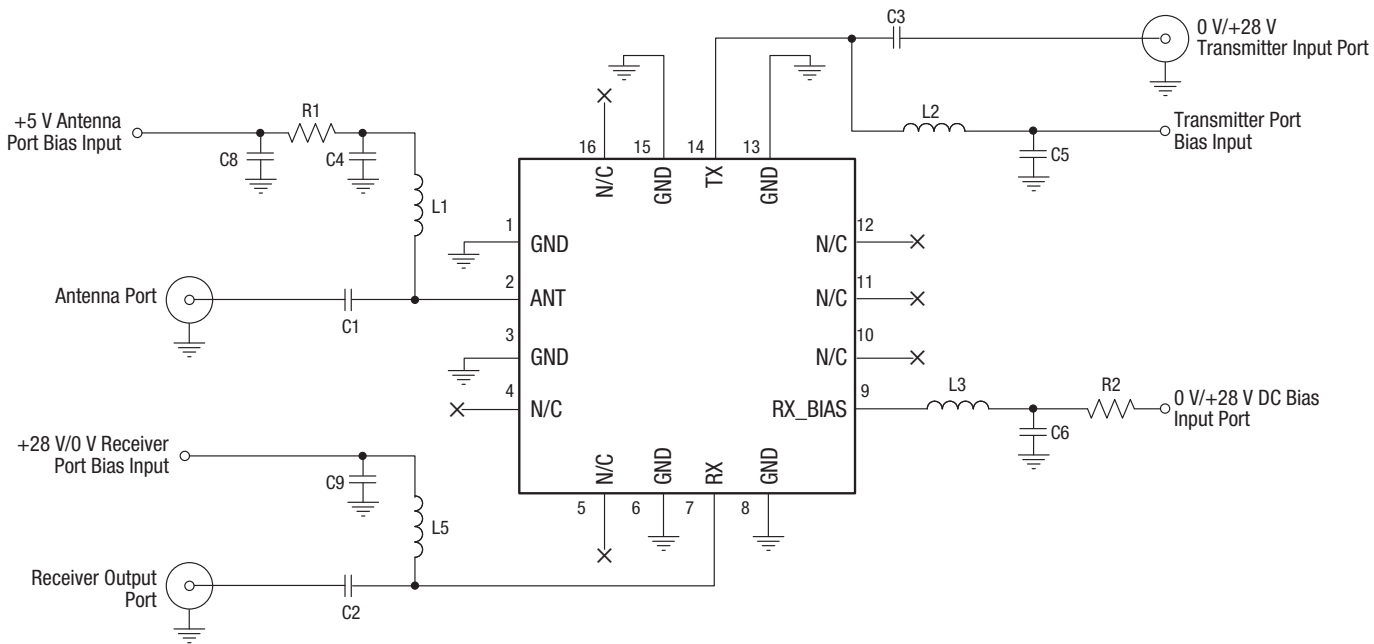 C3
0 V/+28 V
Transmitter Input Port
+5 V Antenna
Port Bias Input
R1
C8
C4
L1
L2
Transmitter Port
Bias Input
C5
16
15
14
13
N/C
GND
TX
GND
1
GND
12
N/C
Antenna Port
C1
2
ANT
11
N/C
3
GND
10
N/C
4
N/C
9
RX_BIAS
L3
R2
C6
0 V/+28 V DC Bias
Input Port
+28 V/0 V Receiver
Port Bias Input
C9
L5
N/C
GND
RX
GND
5
6
7
8
Receiver Output
Port
C2